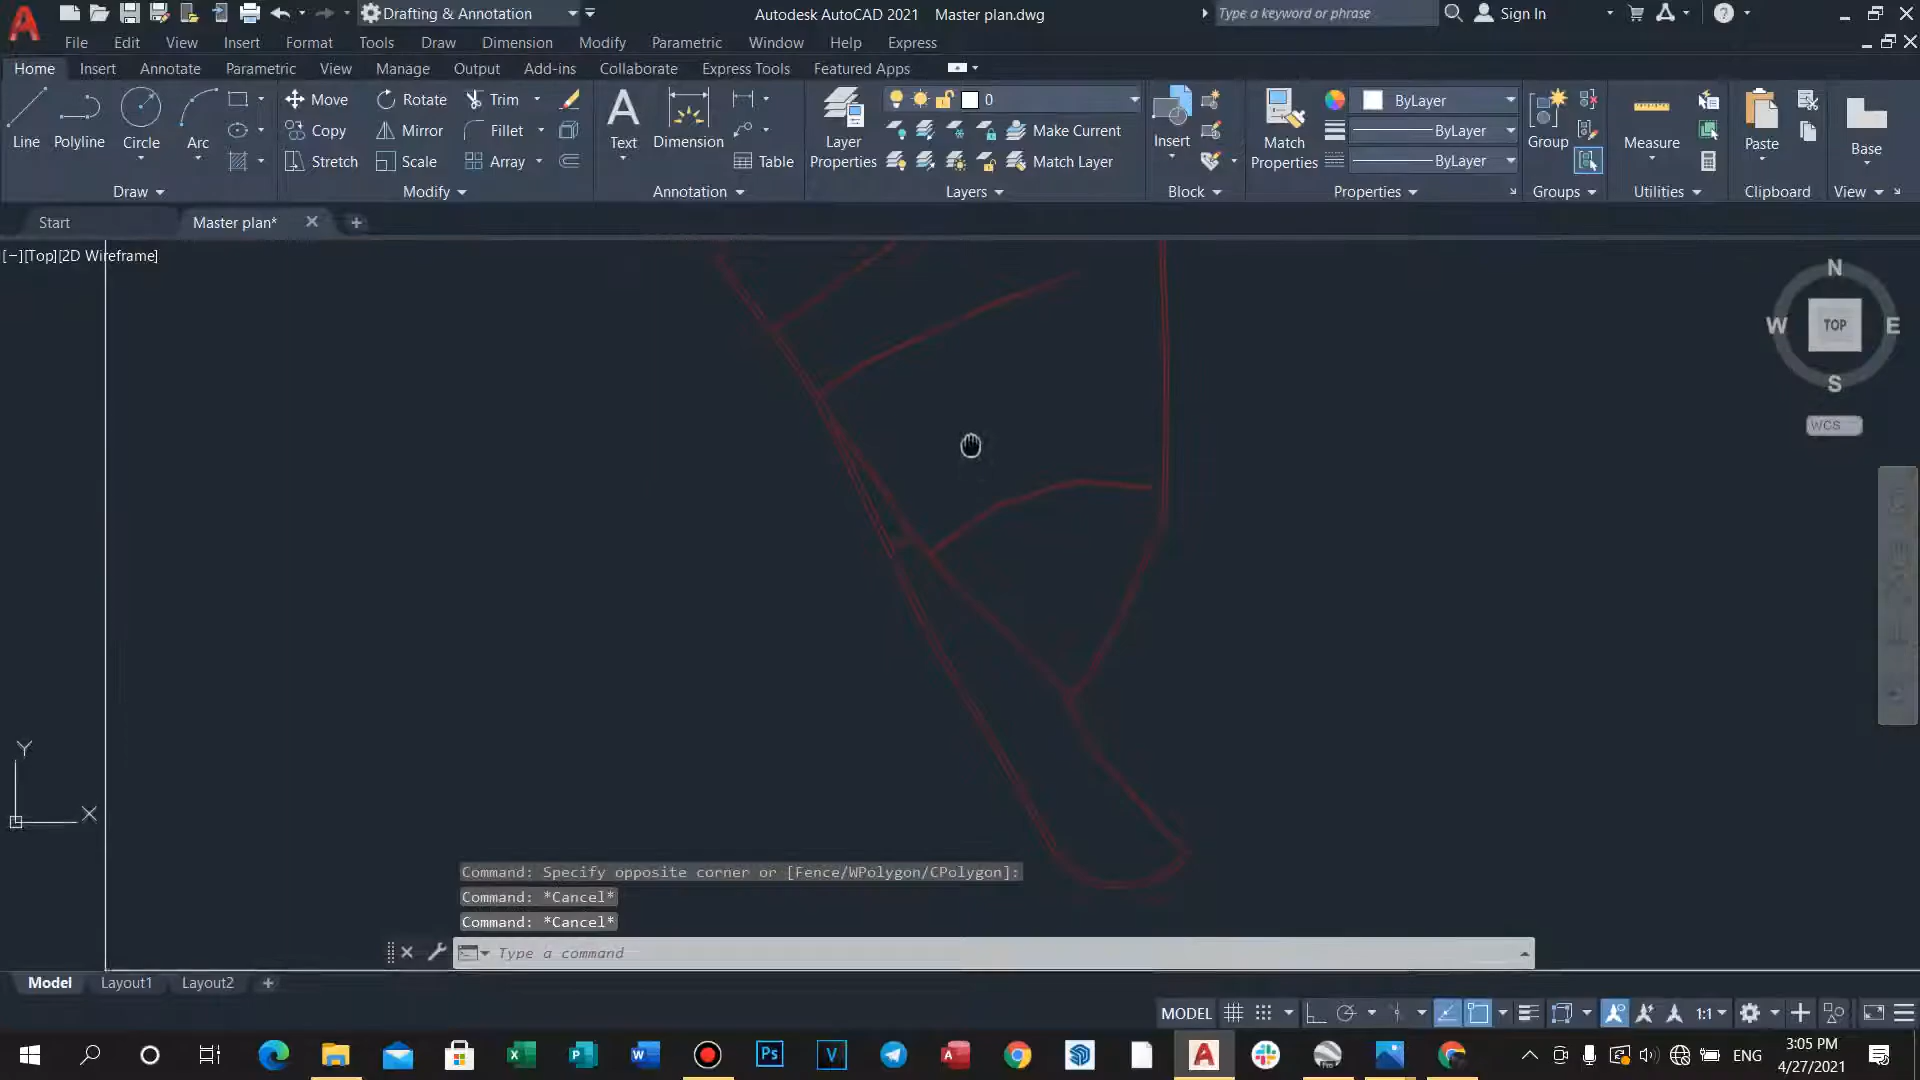 Drafting & Annotation
Autodesk AutoCAD 2021 Master plan.dwg
Type a keyword or phrase
Sign In
File Edit View Insert Format Tools Draw Dimension Modify Parametric Window Help Express
Home Insert Annotate Parametric View Manage Output Add-ins Collaborate Express Tools Featured Apps
Line Polyline Circle Arc
Move Rotate Trim
Copy Mirror Fillet
Stretch Scale Array
Text Dimension Table
Layer Properties
0
Make Current
Match Layer
Insert
Match Properties
ByLayer
ByLayer
ByLayer
Group
Measure
Paste
Base
Draw Modify Annotation Layers Block Properties Groups Utilities Clipboard View
Start Master plan*
[−][Top][2D Wireframe]
N
W TOP E
S
WCS
Y
X
Command: Specify opposite corner or [Fence/WPolygon/CPolygon]:
Command: *Cancel*
Command: *Cancel*
Type a command
Model Layout1 Layout2
MODEL
1:1
ENG
3:05 PM
4/27/2021